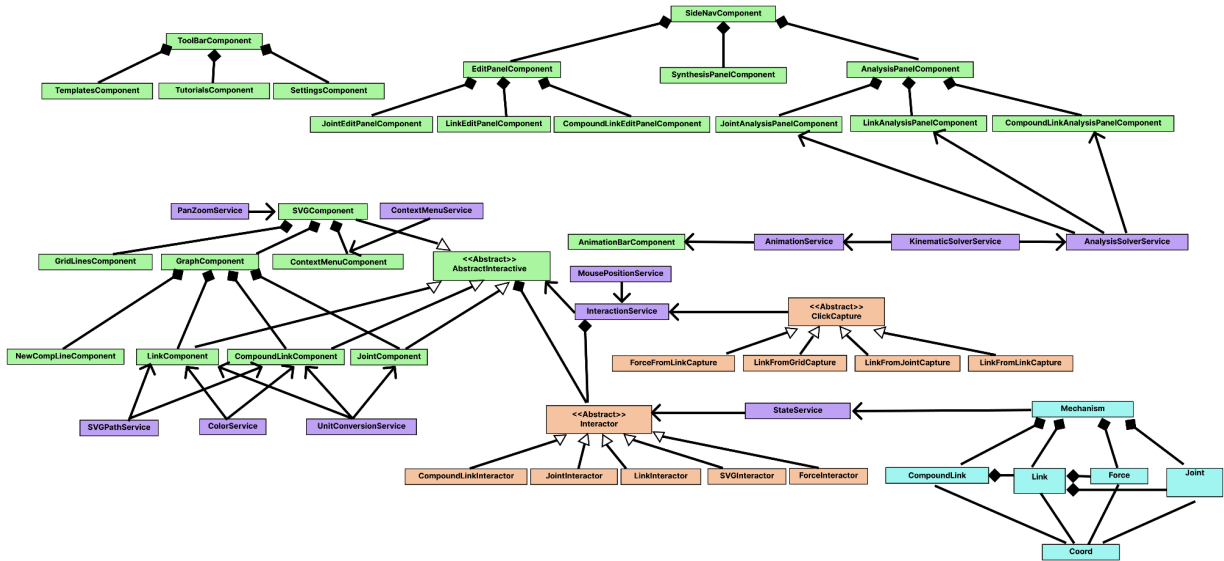 SideNavComponent
ToolBarComponent
EditPanelComponent
SynthesisPanelComponent
AnalysisPanelComponent
TemplatesComponent
TutorialsComponent
SettingsComponent
JointEditPanelComponent
LinkEditPanelComponent
CompoundLinkEditPanelComponent
JointAnalysisPanelComponent
LinkAnalysisPanelComponent
CompoundLinkAnalysisPanelComponent
PanZoomService
SVGComponent
ContextMenuService
AnimationBarComponent
AnimationService
KinematicSolverService
AnalysisSolverService
GridLinesComponent
GraphComponent
ContextMenuComponent
<<Abstract>>
AbstractInteractive
MousePositionService
InteractionService
<<Abstract>>
ClickCapture
NewCompLineComponent
LinkComponent
CompoundLinkComponent
JointComponent
ForceFromLinkCapture
LinkFromGridCapture
LinkFromJointCapture
LinkFromLinkCapture
SVGPathService
ColorService
UnitConversionService
<<Abstract>>
Interactor
StateService
Mechanism
CompoundLinkInteractor
JointInteractor
LinkInteractor
SVGInteractor
ForceInteractor
CompoundLink
Link
Force
Joint
Coord